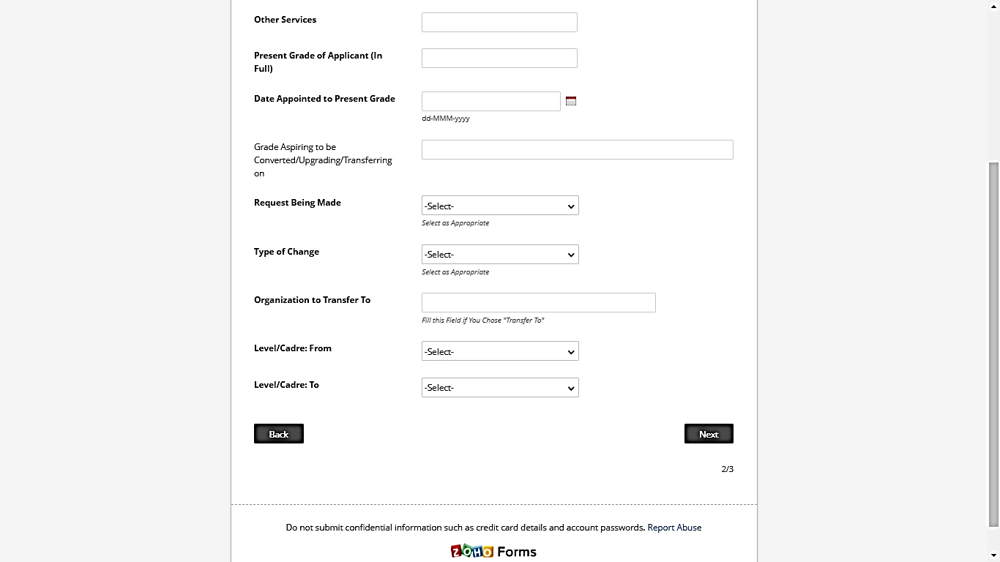 Other Services
Present Grade of Applicant (In
Full)
Date Appointed to Present Grade
dd-MMM-yyyy
Grade Aspiring to be
Converted/Upgrading/Transferring
on
Request Being Made
-Select-
Select as Appropriate
Type of Change
-Select-
Select as Appropriate
Organization to Transfer To
Fill this Field if You Chose "Transfer To"
Level/Cadre: From
-Select-
Level/Cadre: To
-Select-
Back
Next
2/3
Do not submit confidential information such as credit card details and account passwords. Report Abuse
ZOHO Forms